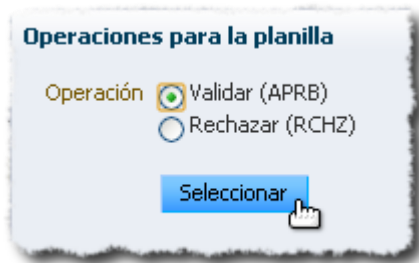 Operaciones para la planilla
Operación Validar (APRB)
Rechazar (RCHZ)
Seleccionar